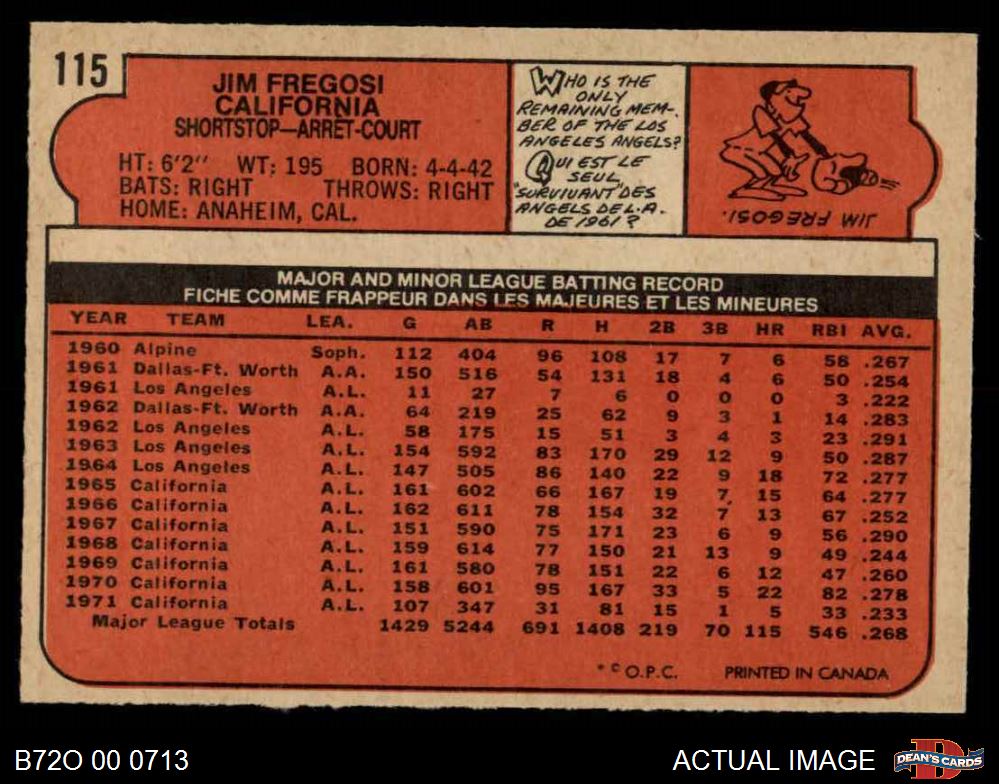 115
JIM FREGOSI
CALIFORNIA
SHORTSTOP—ARRÊT-COURT
HT: 6'2" WT: 195 BORN: 4-4-42
BATS: RIGHT THROWS: RIGHT
HOME: ANAHEIM, CAL.
WHO IS THE
ONLY
REMAINING MEM-
BER OF THE LOS
ANGELES ANGELS?
QUI EST LE
SEUL
"SURVIVANT" DES
ANGELS DE L.A.
DE 1961?
JIM FREGOSI.
MAJOR AND MINOR LEAGUE BATTING RECORD
FICHE COMME FRAPPEUR DANS LES MAJEURES ET LES MINEURES
YEAR TEAM LEA. G AB R H 2B 3B HR RBI AVG.
1960 Alpine Soph. 112 404 96 108 17 7 6 58 .267
1961 Dallas-Ft. Worth A.A. 150 516 54 131 18 4 6 50 .254
1961 Los Angeles A.L. 11 27 7 6 0 0 0 3 .222
1962 Dallas-Ft. Worth A.A. 64 219 25 62 9 3 1 14 .283
1962 Los Angeles A.L. 58 175 15 51 3 4 3 23 .291
1963 Los Angeles A.L. 154 592 83 170 29 12 9 50 .287
1964 Los Angeles A.L. 147 505 86 140 22 9 18 72 .277
1965 California A.L. 161 602 66 167 19 7 15 64 .277
1966 California A.L. 162 611 78 154 32 7 13 67 .252
1967 California A.L. 151 590 75 171 23 6 9 56 .290
1968 California A.L. 159 614 77 150 21 13 9 49 .244
1969 California A.L. 161 580 78 151 22 6 12 47 .260
1970 California A.L. 158 601 95 167 33 5 22 82 .278
1971 California A.L. 107 347 31 81 15 1 5 33 .233
Major League Totals 1429 5244 691 1408 219 70 115 546 .268
* © O.P.C. PRINTED IN CANADA
B72O 00 0713
ACTUAL IMAGE
D
DEAN'S CARDS